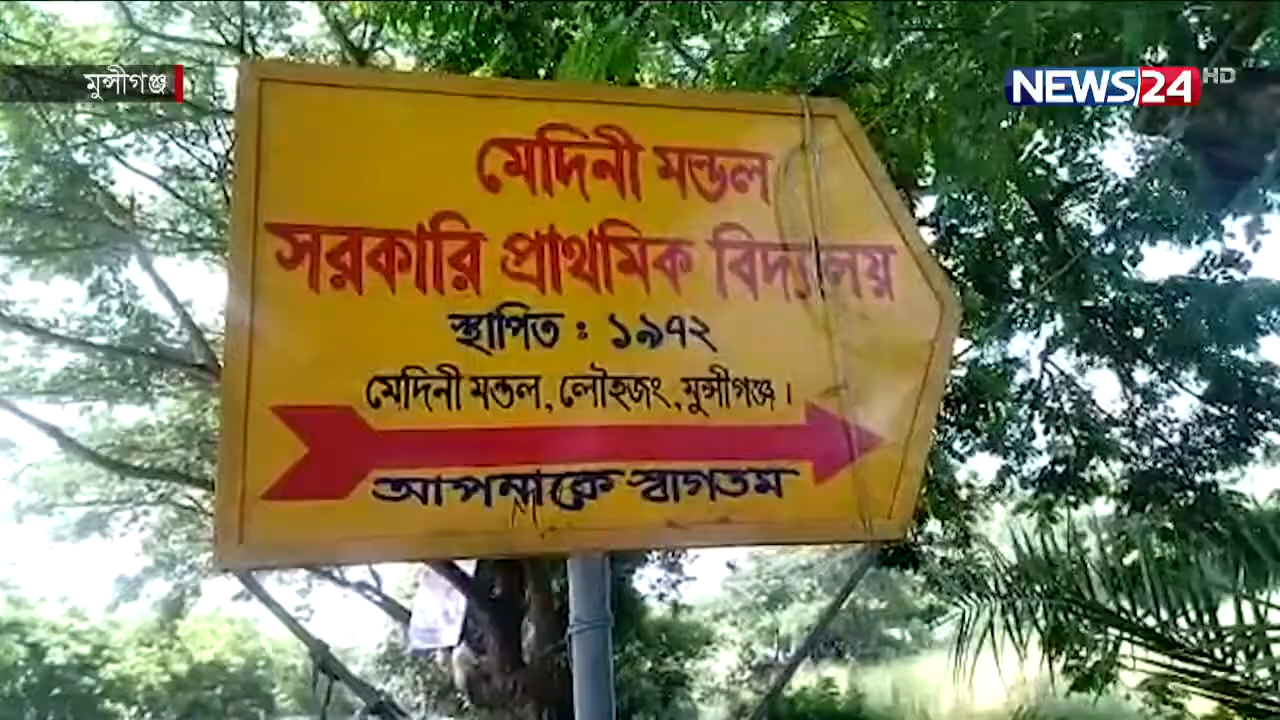 মুন্সীগঞ্জ
NEWS24 HD
মেদিনী মন্ডল
সরকারি প্রাথমিক বিদ্যালয়
স্থাপিত : ১৯৭২
মেদিনী মন্ডল, লৌহজং, মুন্সীগঞ্জ।
আপনাকে স্বাগতম